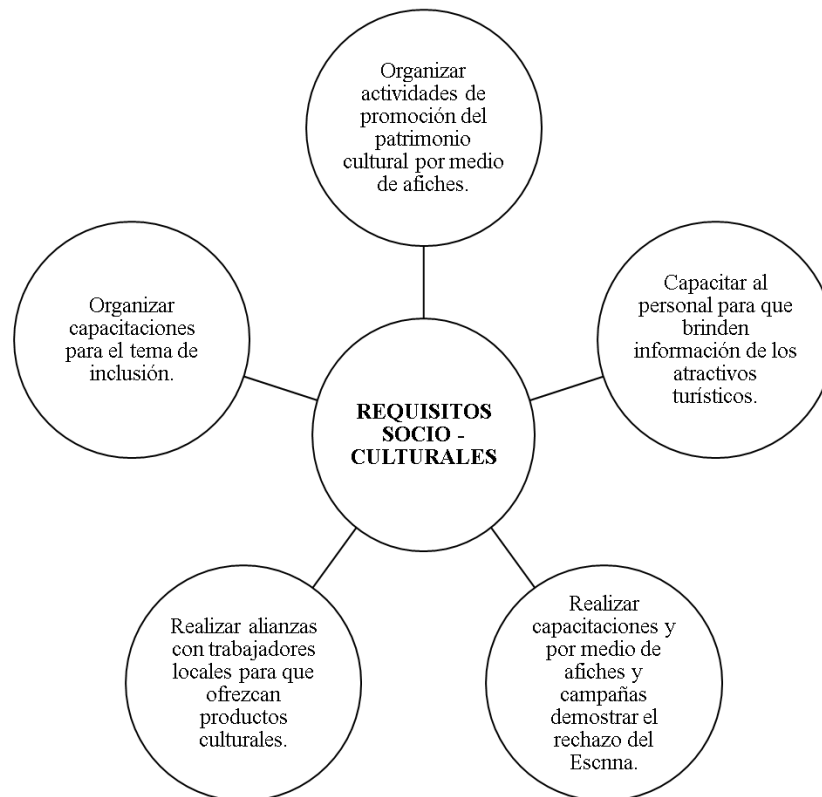 Organizar
actividades de
promoción del
patrimonio
cultural por medio
de afiches.
Capacitar al
personal para que
brinden
información de los
atractivos
turísticos.
Realizar
capacitaciones y
por medio de
afiches y
campañas
demostrar el
rechazo del
Escnna.
Realizar alianzas
con trabajadores
locales para que
ofrezcan
productos
culturales.
Organizar
capacitaciones
para el tema de
inclusión.
REQUISITOS
SOCIO -
CULTURALES